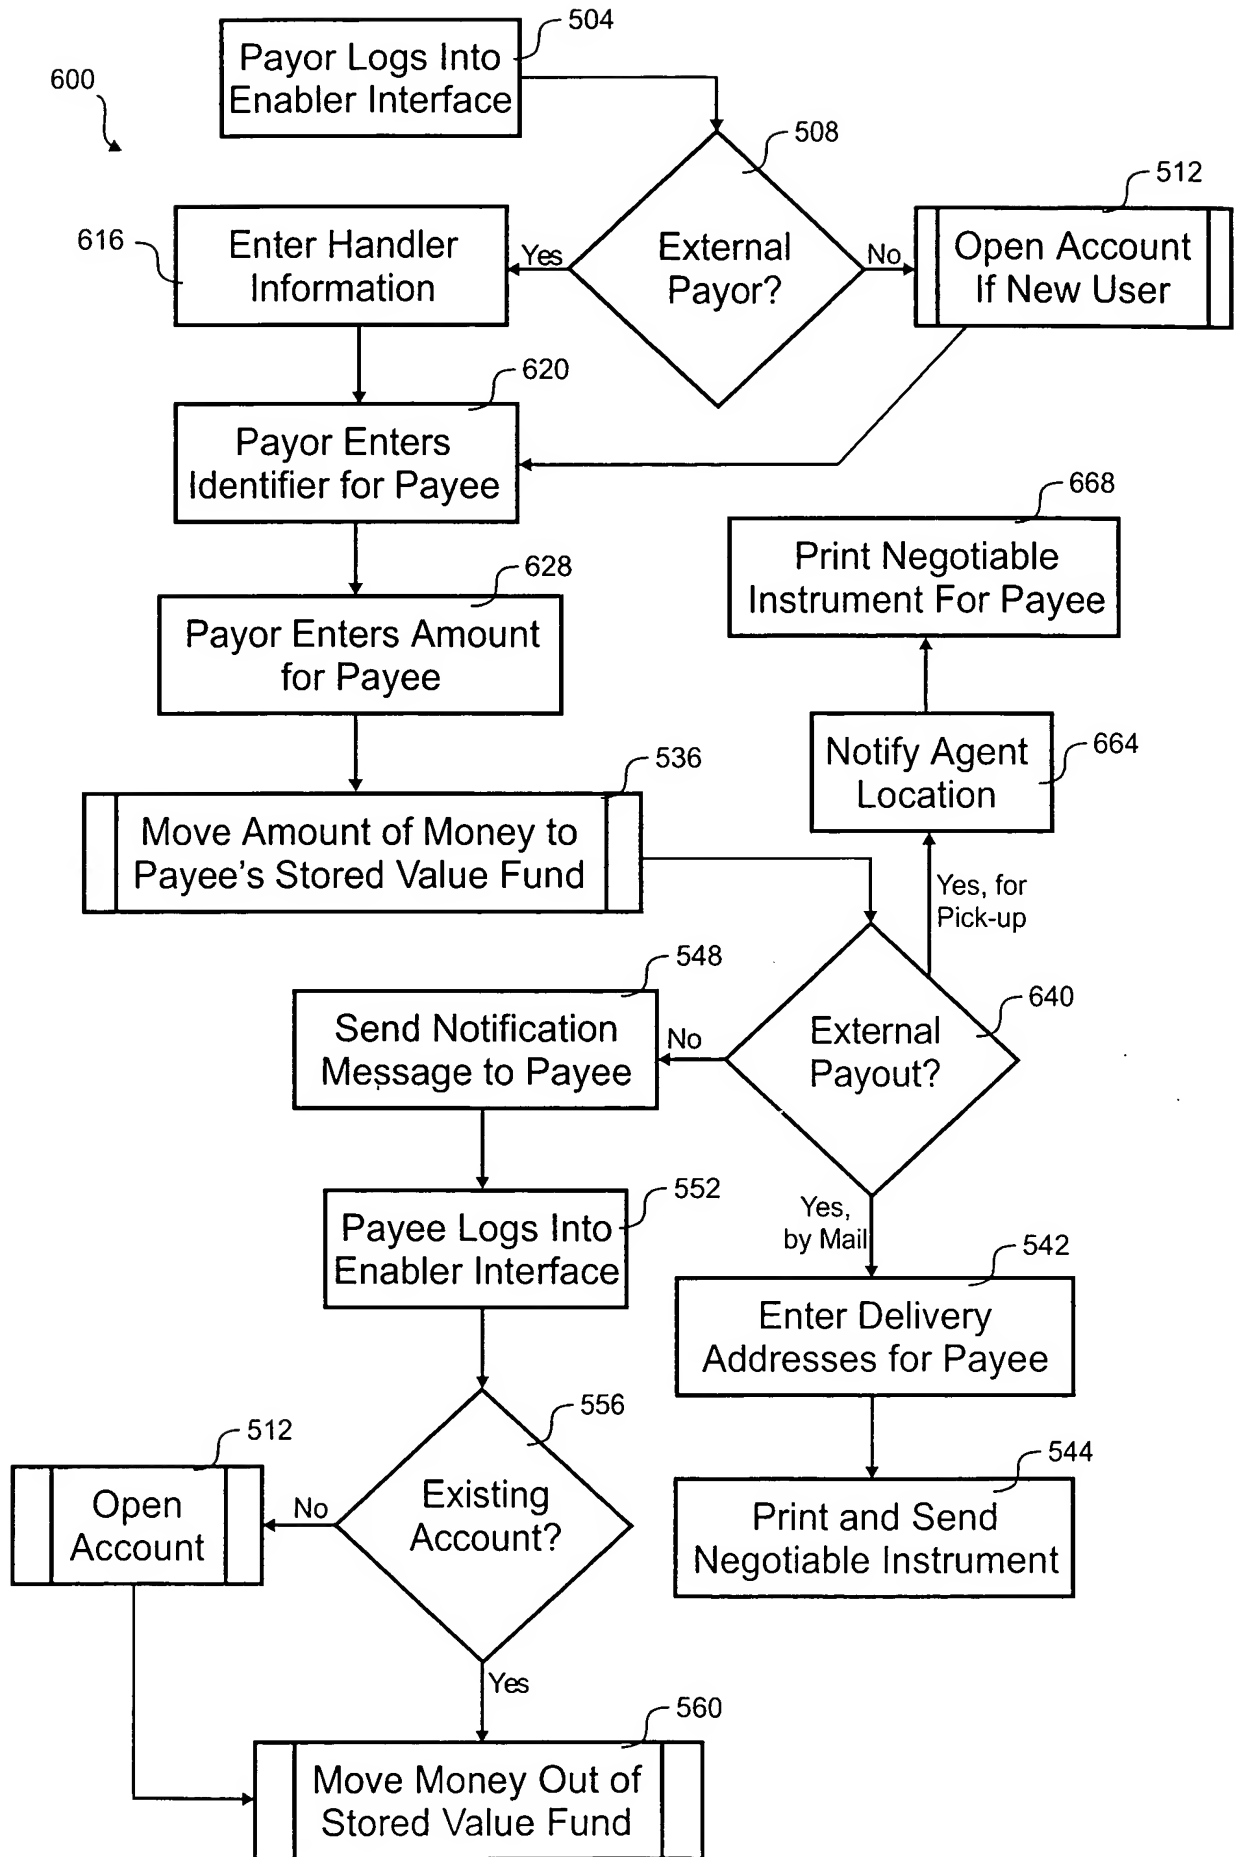 504
Payor Logs Into
Enabler Interface
600
508
512
External
Payor?
Yes
No
Open Account
If New User
616
Enter Handler
Information
620
Payor Enters
Identifier for Payee
668
Print Negotiable
Instrument For Payee
628
Payor Enters Amount
for Payee
664
Notify Agent
Location
536
Move Amount of Money to
Payee's Stored Value Fund
Yes, for
Pick-up
640
External
Payout?
No
548
Send Notification
Message to Payee
552
Payee Logs Into
Enabler Interface
Yes,
by Mail
542
Enter Delivery
Addresses for Payee
544
Print and Send
Negotiable Instrument
556
Existing
Account?
No
512
Open
Account
Yes
560
Move Money Out of
Stored Value Fund